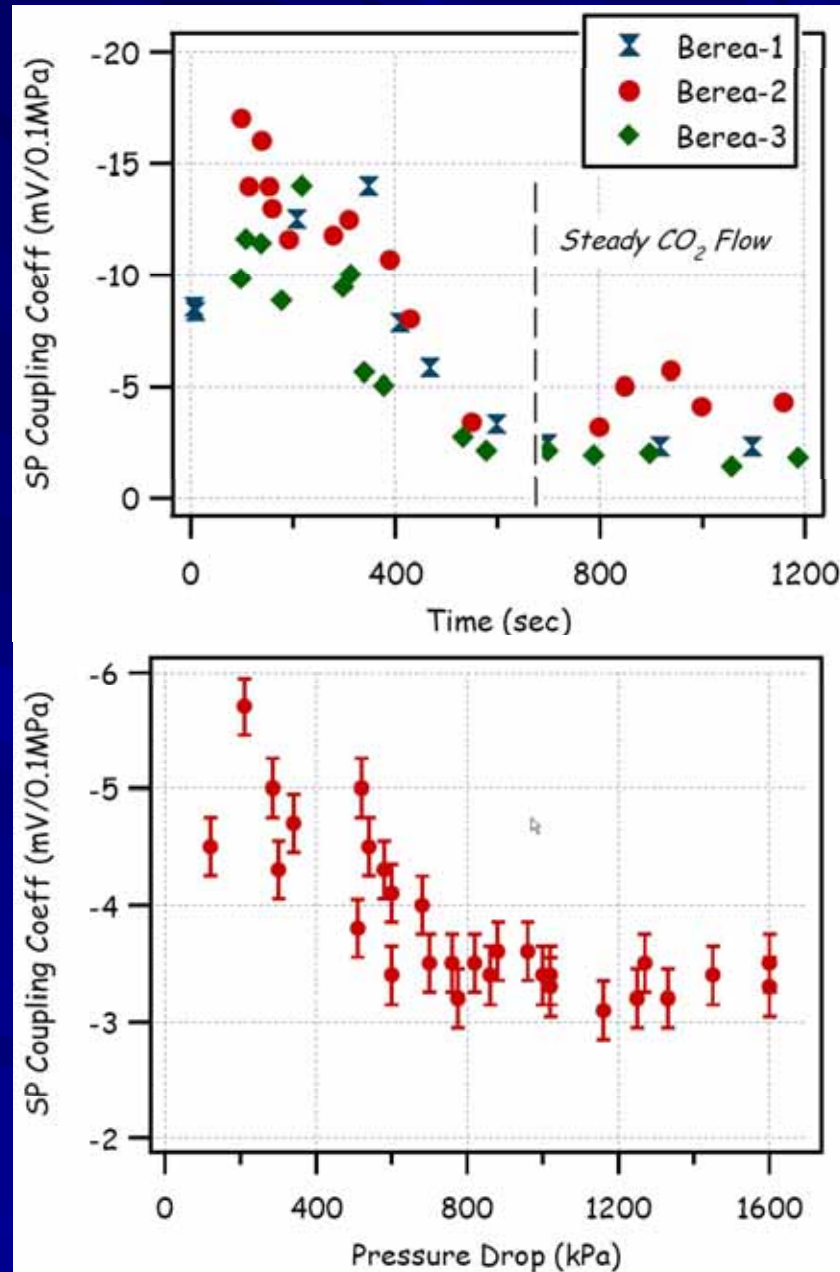 SP Coupling Coeff (mV/0.1MPa)
-20
-15
-10
-5
0
Berea-1
Berea-2
Berea-3
Steady CO₂ Flow
0
400
800
1200
Time (sec)
SP Coupling Coeff (mV/0.1MPa)
-6
-5
-4
-3
-2
0
400
800
1200
1600
Pressure Drop (kPa)